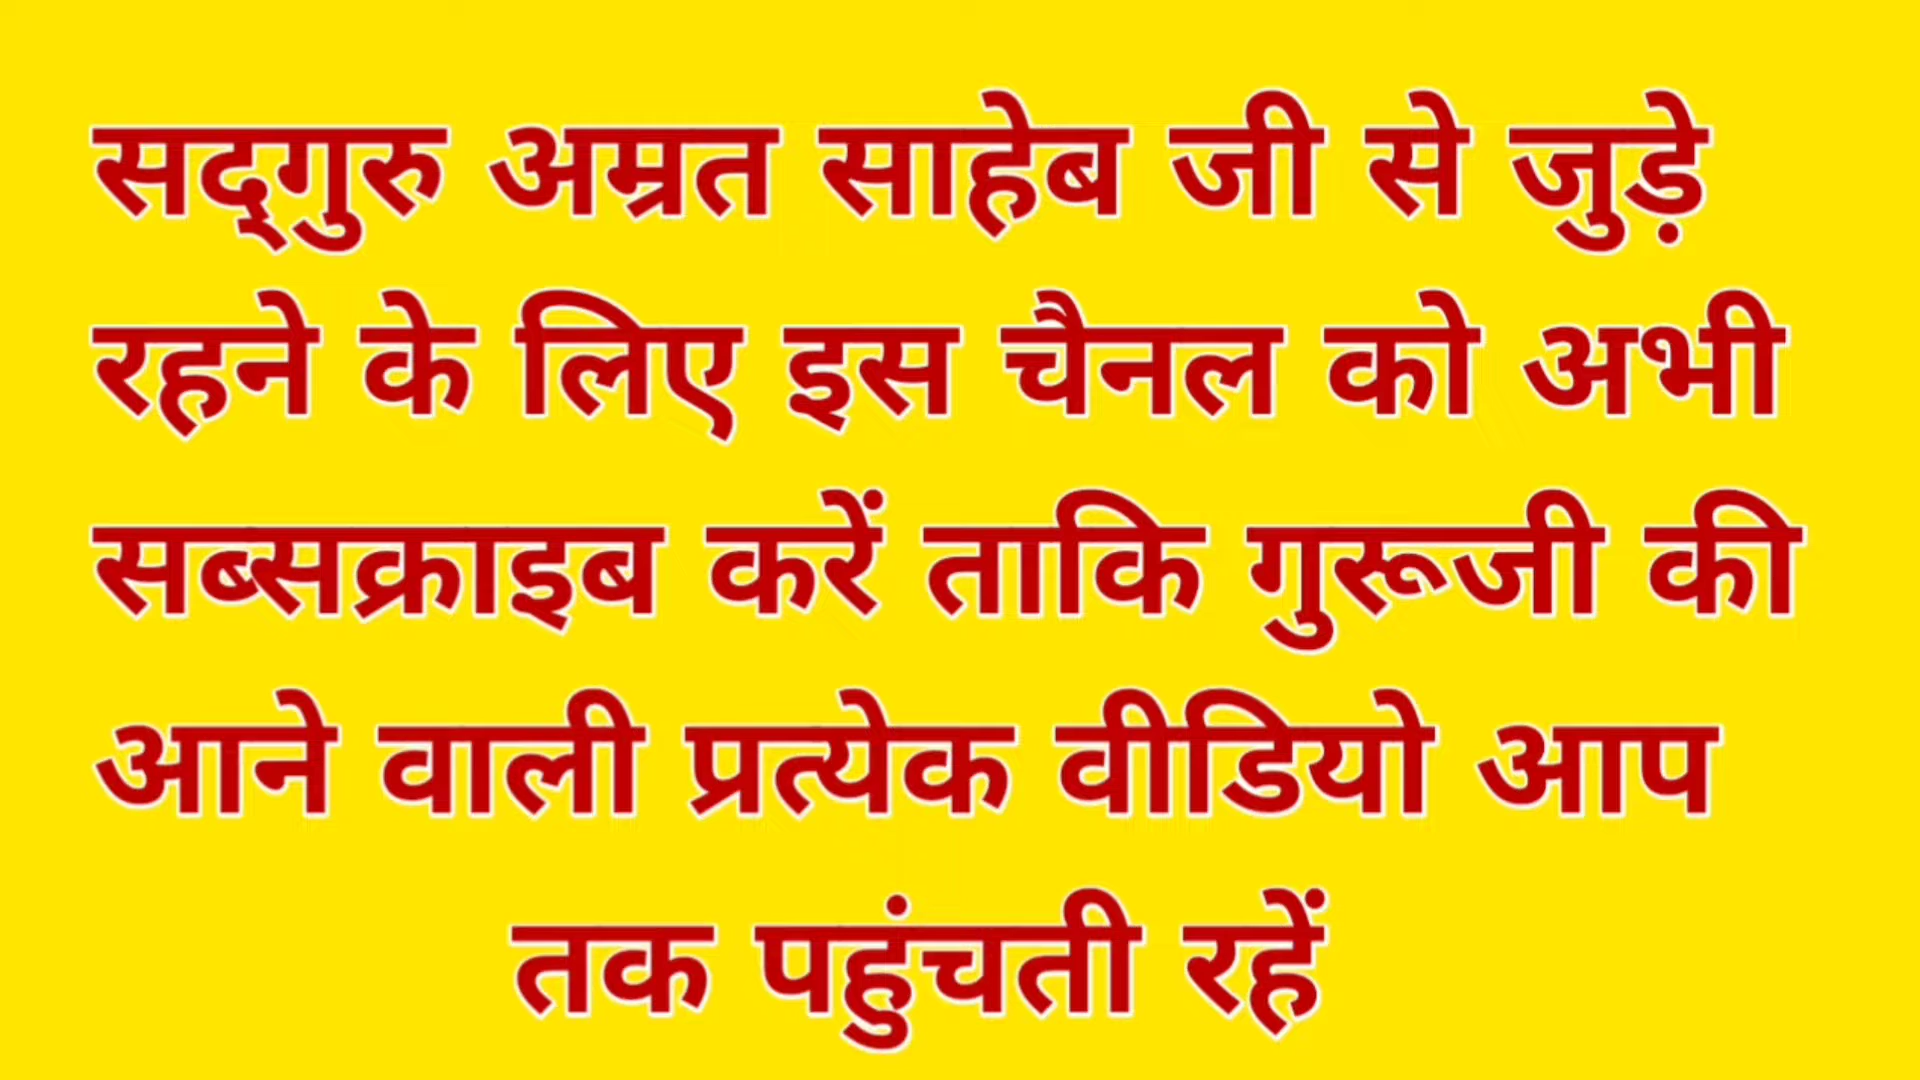 सद्गुरु अम्रत साहेब जी से जुड़े
रहने के लिए इस चैनल को अभी
सब्सक्राइब करें ताकि गुरूजी की
आने वाली प्रत्येक वीडियो आप
तक पहुंचती रहें